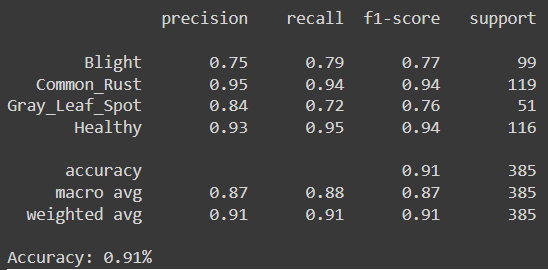 precision recall f1-score support
Blight 0.75 0.79 0.77 99
Common_Rust 0.95 0.94 0.94 119
Gray_Leaf_Spot 0.84 0.72 0.76 51
Healthy 0.93 0.95 0.94 116
accuracy 0.91 385
macro avg 0.87 0.88 0.87 385
weighted avg 0.91 0.91 0.91 385
Accuracy: 0.91%